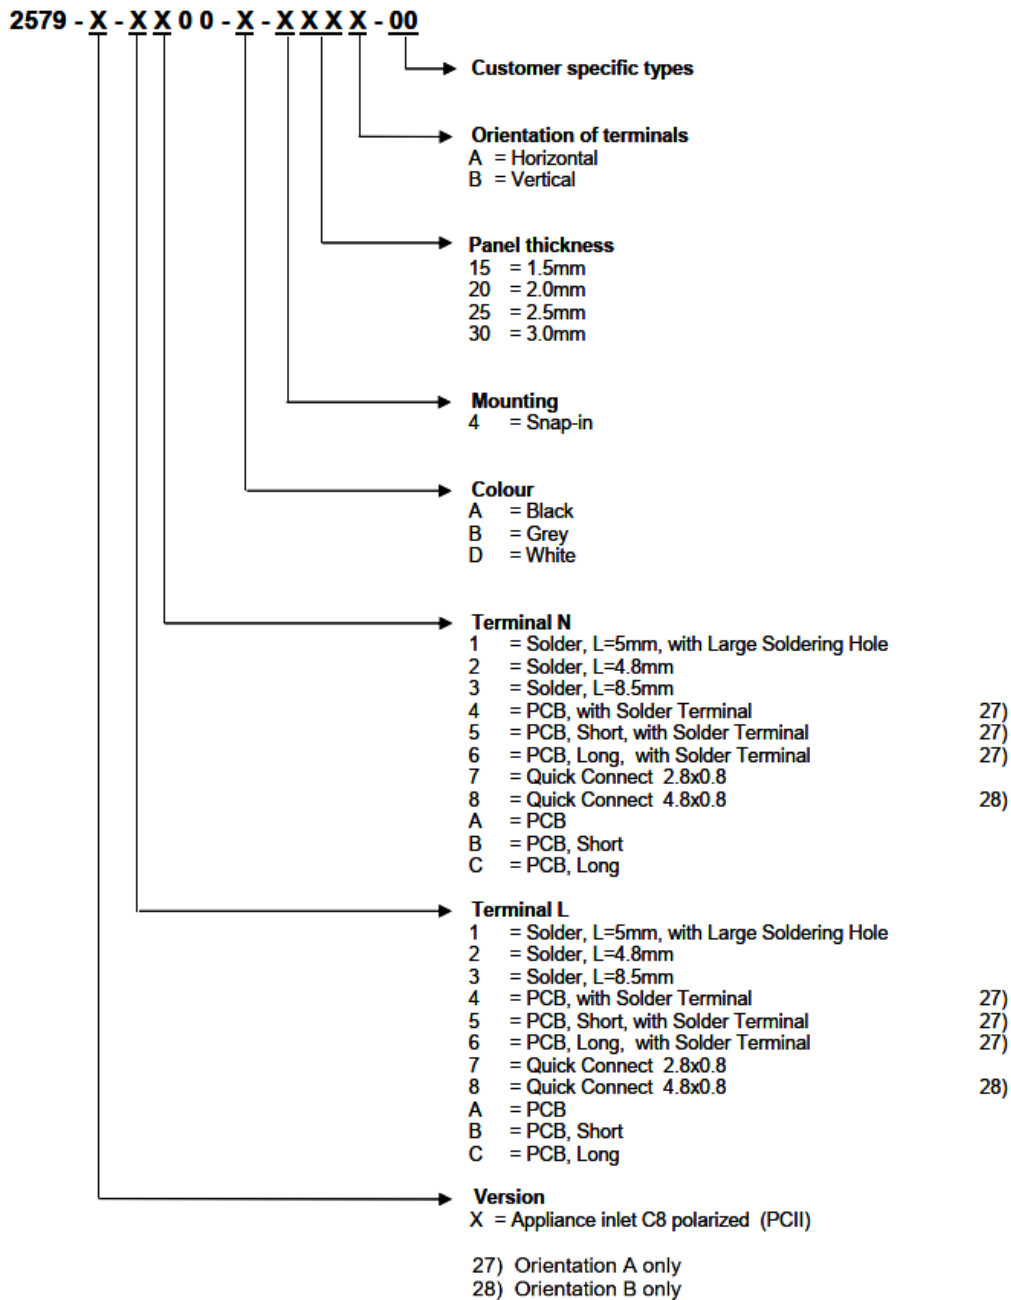 2579 - X - X X 0 0 - X - X X X X - 00
Customer specific types
Orientation of terminals
A = Horizontal
B = Vertical
Panel thickness
15 = 1.5mm
20 = 2.0mm
25 = 2.5mm
30 = 3.0mm
Mounting
4 = Snap-in
Colour
A = Black
B = Grey
D = White
Terminal N
1 = Solder, L=5mm, with Large Soldering Hole
2 = Solder, L=4.8mm
3 = Solder, L=8.5mm
4 = PCB, with Solder Terminal 27)
5 = PCB, Short, with Solder Terminal 27)
6 = PCB, Long, with Solder Terminal 27)
7 = Quick Connect 2.8x0.8
8 = Quick Connect 4.8x0.8 28)
A = PCB
B = PCB, Short
C = PCB, Long
Terminal L
1 = Solder, L=5mm, with Large Soldering Hole
2 = Solder, L=4.8mm
3 = Solder, L=8.5mm
4 = PCB, with Solder Terminal 27)
5 = PCB, Short, with Solder Terminal 27)
6 = PCB, Long, with Solder Terminal 27)
7 = Quick Connect 2.8x0.8
8 = Quick Connect 4.8x0.8 28)
A = PCB
B = PCB, Short
C = PCB, Long
Version
X = Appliance inlet C8 polarized (PCII)
27) Orientation A only
28) Orientation B only